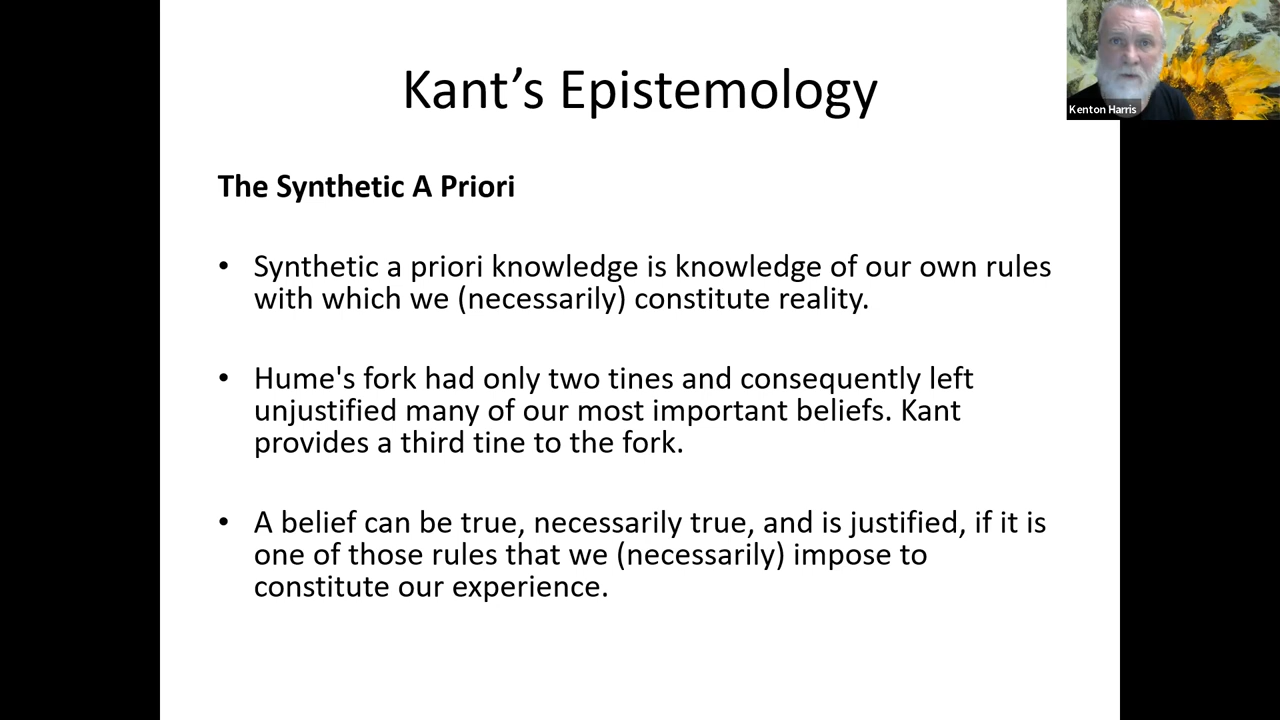 Kant’s Epistemology
Kenton Harris
The Synthetic A Priori
• Synthetic a priori knowledge is knowledge of our own rules
with which we (necessarily) constitute reality.
• Hume's fork had only two tines and consequently left
unjustified many of our most important beliefs. Kant
provides a third tine to the fork.
• A belief can be true, necessarily true, and is justified, if it is
one of those rules that we (necessarily) impose to
constitute our experience.